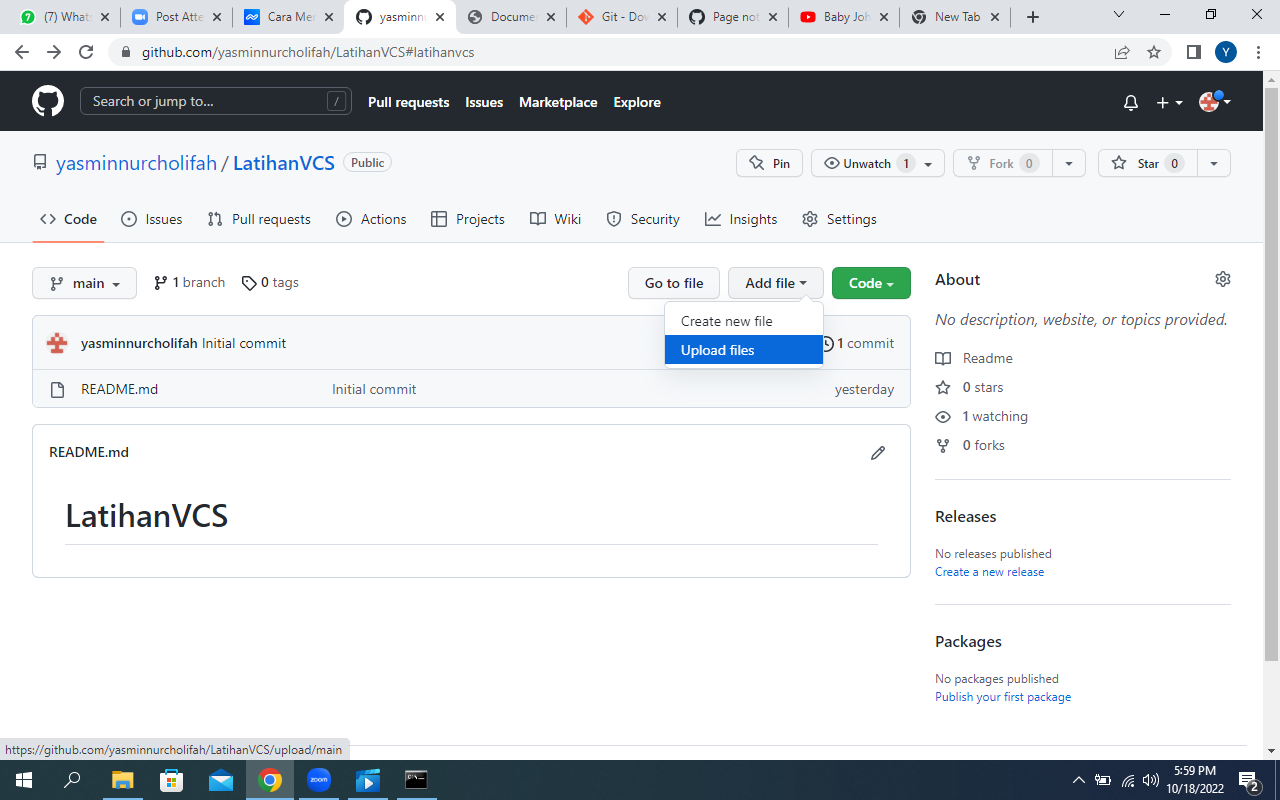 (7) Whats
Post Atte
Cara Mer
yasminnu
Docume
Git - Dow
Page not
Baby Joh
New Tab
github.com/yasminnurcholifah/LatihanVCS#latihanvcs
Y
Search or jump to...
/
Pull requests
Issues
Marketplace
Explore
yasminnurcholifah / LatihanVCS
Public
Pin
Unwatch 1
Fork 0
Star 0
Code
Issues
Pull requests
Actions
Projects
Wiki
Security
Insights
Settings
main
1 branch
0 tags
Go to file
Add file
Code
Create new file
Upload files
yasminnurcholifah Initial commit
1 commit
README.md
Initial commit
yesterday
README.md
LatihanVCS
About
No description, website, or topics provided.
Readme
0 stars
1 watching
0 forks
Releases
No releases published
Create a new release
Packages
No packages published
Publish your first package
https://github.com/yasminnurcholifah/LatihanVCS/upload/main
zoom
5:59 PM
10/18/2022
2